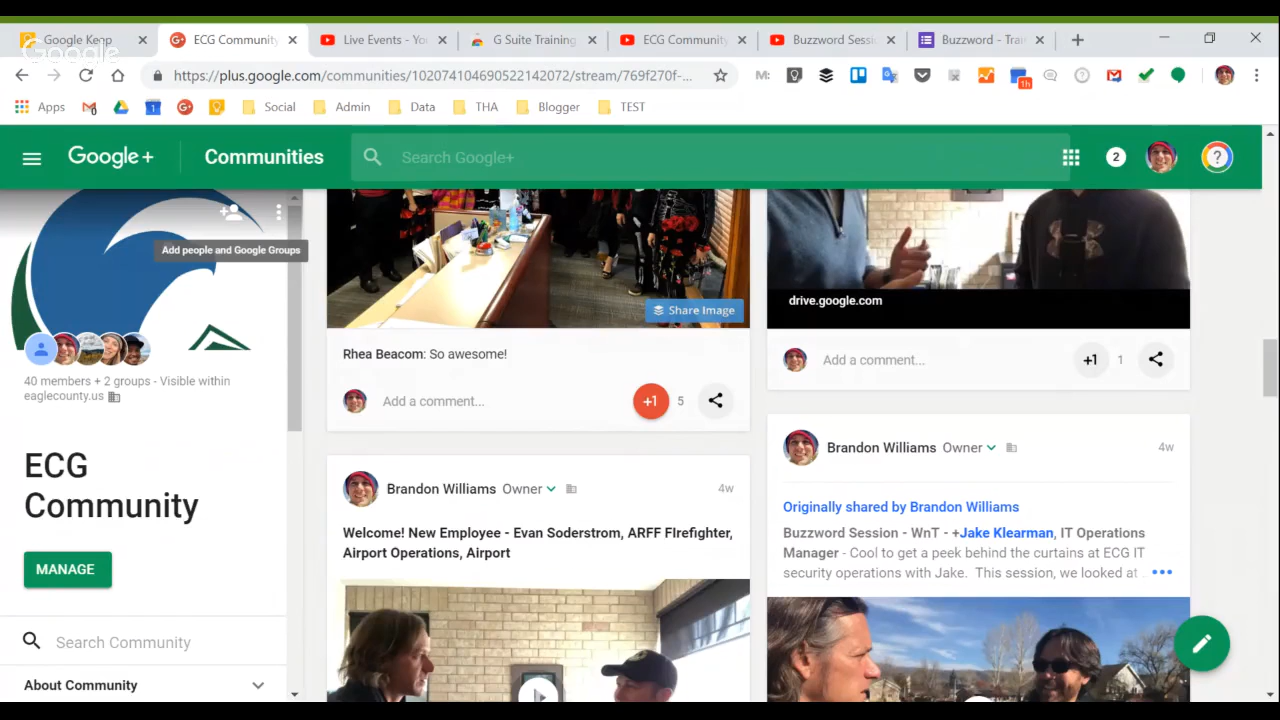 Google Keep
ECG Community
Live Events - Yo
G Suite Training
ECG Community
Buzzword Sessi
Buzzword - Trai
Google
https://plus.google.com/communities/102074104690522142072/stream/769f270f-...
M:
1h
Apps
Social
Admin
Data
THA
Blogger
TEST
Google+
Communities
Search Google+
2
?
Add people and Google Groups
drive.google.com
Share Image
Rhea Beacom: So awesome!
Add a comment...
+1
5
Add a comment...
+1
1
40 members + 2 groups - Visible within
eaglecounty.us
ECG
Community
MANAGE
Search Community
About Community
Brandon Williams Owner
4w
Welcome! New Employee - Evan Soderstrom, ARFF FIrefighter,
Airport Operations, Airport
Brandon Williams Owner
4w
Originally shared by Brandon Williams
Buzzword Session - WnT - +Jake Klearman, IT Operations
Manager - Cool to get a peek behind the curtains at ECG IT
security operations with Jake. This session, we looked at